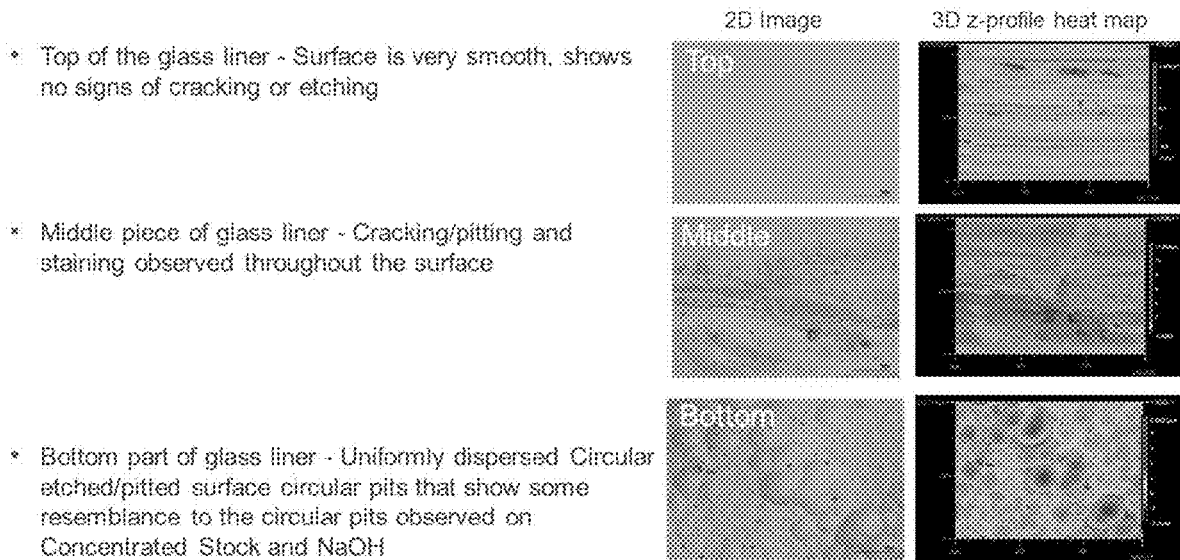 2D Image
3D z-profile heat map
• Top of the glass liner - Surface is very smooth, shows
no signs of cracking or etching
Top
• Middle piece of glass liner - Cracking/pitting and
staining observed throughout the surface
Middle
• Bottom part of glass liner - Uniformly dispersed Circular
etched/pitted surface circular pits that show some
resemblance to the circular pits observed on
Concentrated Stock and NaOH
Bottom